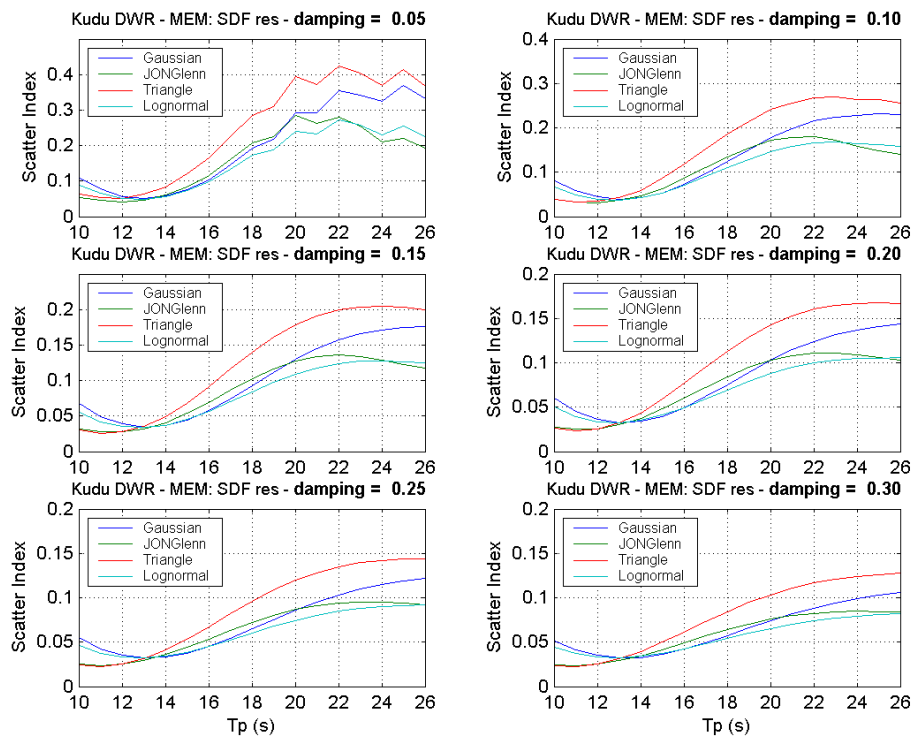 Kudu DWR - MEM: SDF res - damping = 0.05
Scatter Index
0.4
0.3
0.2
0.1
0
Gaussian
JONGlenn
Triangle
Lognormal
10 12 14 16 18 20 22 24 26
Kudu DWR - MEM: SDF res - damping = 0.10
Scatter Index
0.4
0.3
0.2
0.1
0
Gaussian
JONGlenn
Triangle
Lognormal
10 12 14 16 18 20 22 24 26
Kudu DWR - MEM: SDF res - damping = 0.15
Scatter Index
0.2
0.15
0.1
0.05
0
Gaussian
JONGlenn
Triangle
Lognormal
10 12 14 16 18 20 22 24 26
Kudu DWR - MEM: SDF res - damping = 0.20
Scatter Index
0.2
0.15
0.1
0.05
0
Gaussian
JONGlenn
Triangle
Lognormal
10 12 14 16 18 20 22 24 26
Kudu DWR - MEM: SDF res - damping = 0.25
Scatter Index
0.2
0.15
0.1
0.05
0
Gaussian
JONGlenn
Triangle
Lognormal
10 12 14 16 18 20 22 24 26
Tp (s)
Kudu DWR - MEM: SDF res - damping = 0.30
Scatter Index
0.2
0.15
0.1
0.05
0
Gaussian
JONGlenn
Triangle
Lognormal
10 12 14 16 18 20 22 24 26
Tp (s)